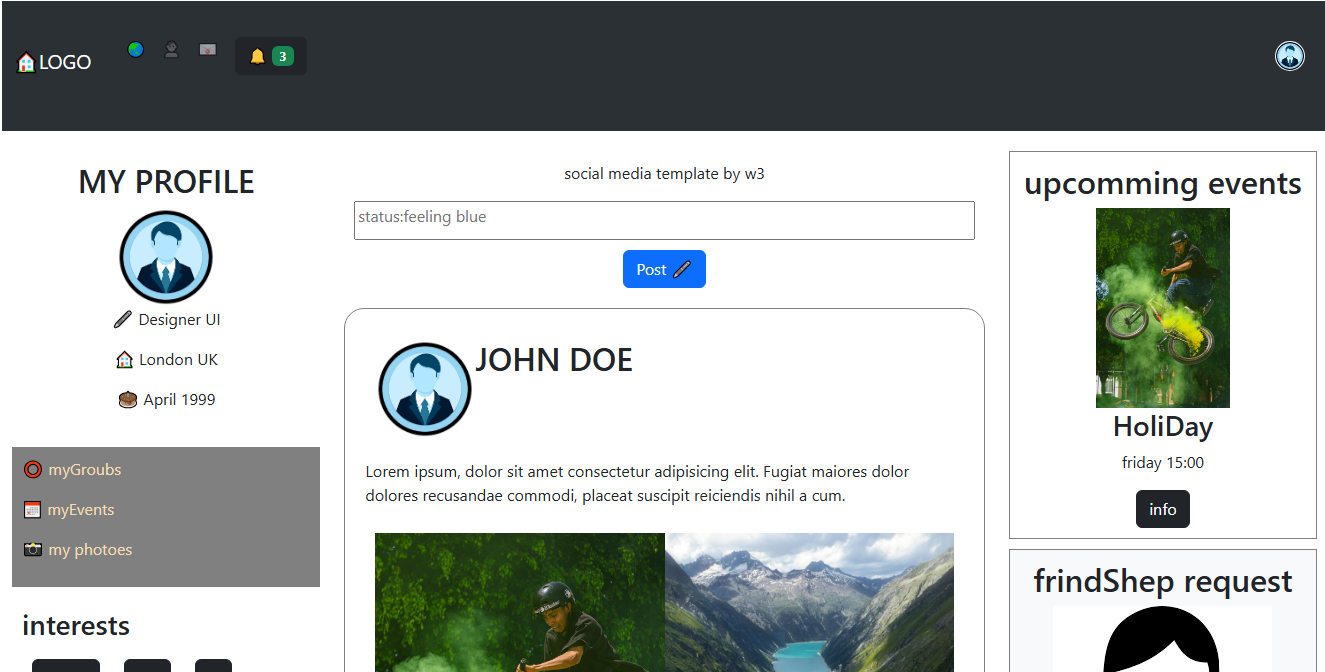 LOGO
3
MY PROFILE
Designer UI
London UK
April 1999
myGroubs
myEvents
my photoes
interests
social media template by w3
status:feeling blue
Post
JOHN DOE
Lorem ipsum, dolor sit amet consectetur adipisicing elit. Fugiat maiores dolor
dolores recusandae commodi, placeat suscipit reiciendis nihil a cum.
upcomming events
HoliDay
friday 15:00
info
frindShep request